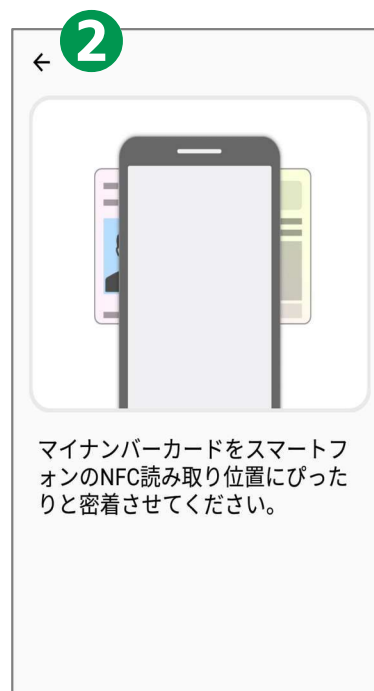 2
←
マイナンバーカードをスマートフ
ォンのNFC読み取り位置にぴった
りと密着させてください。